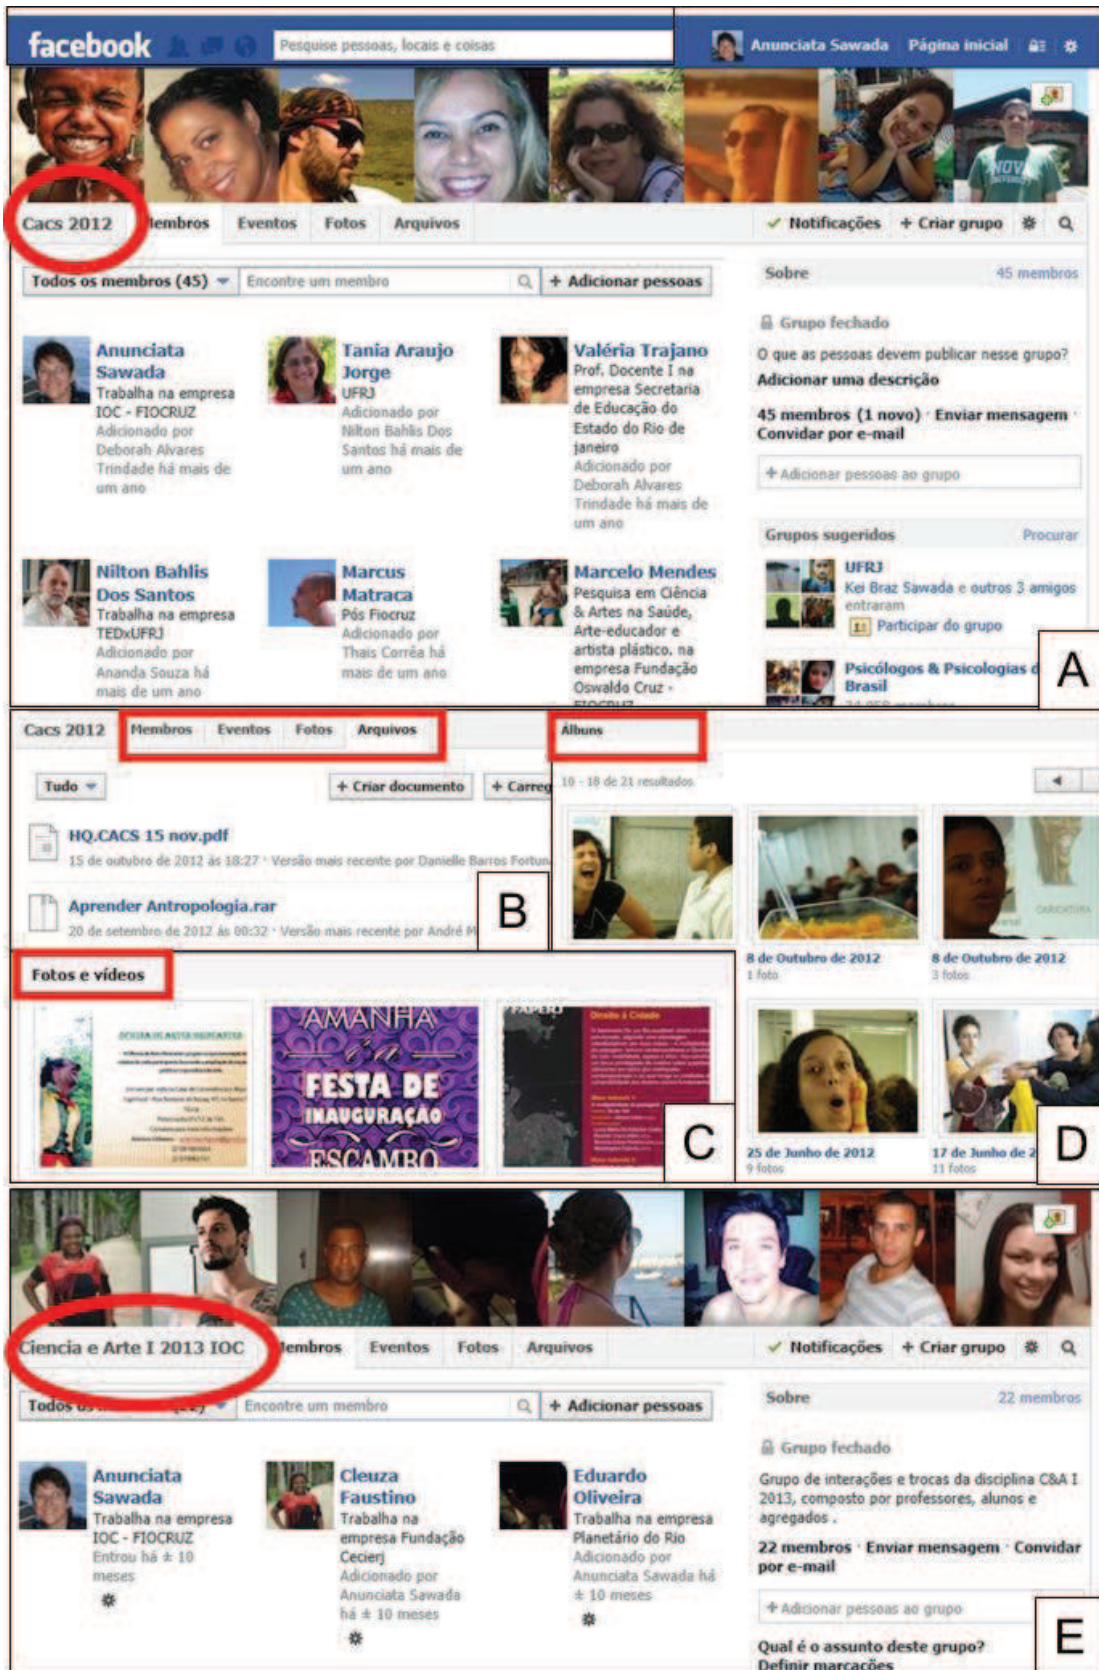 facebook
Pesquise pessoas, locais e coisas
Anunciata Sawada Página inicial
NOVA
UNIVERSITY
Cacs 2012 Membros Eventos Fotos Arquivos
Notificações + Criar grupo
Todos os membros (45) Encontre um membro + Adicionar pessoas
Anunciata
Sawada
Trabalha na empresa
IOC - FIOCRUZ
Adicionado por
Deborah Alvares
Trindade há mais de
um ano
Tania Araujo
Jorge
UFRJ
Adicionado por
Nilton Bahlis Dos
Santos há mais de
um ano
Valéria Trajano
Prof. Docente I na
empresa Secretaria
de Educação do
Estado do Rio de
janeiro
Adicionado por
Deborah Alvares
Trindade há mais de
um ano
Nilton Bahlis
Dos Santos
Trabalha na empresa
TEDxUFRJ
Adicionado por
Ananda Souza há
mais de um ano
Marcus
Matraca
Pós Fiocruz
Adicionado por
Thais Corrêa há
mais de um ano
Marcelo Mendes
Pesquisa em Ciência
& Artes na Saúde,
Arte-educador e
artista plástico. na
empresa Fundação
Oswaldo Cruz -
FIOCRUZ
Sobre 45 membros
Grupo fechado
O que as pessoas devem publicar nesse grupo?
Adicionar uma descrição
45 membros (1 novo) · Enviar mensagem ·
Convidar por e-mail
+ Adicionar pessoas ao grupo
Grupos sugeridos Procurar
UFRJ
Kei Braz Sawada e outros 3 amigos
entraram
Participar do grupo
Psicólogos & Psicologias d
Brasil
A
Cacs 2012 Membros Eventos Fotos Arquivos
Tudo + Criar documento + Carreg
HQ.CACS 15 nov.pdf
15 de outubro de 2012 às 18:27 · Versão mais recente por Danielle Barros Fortun
Aprender Antropologia.rar
20 de setembro de 2012 às 00:32 · Versão mais recente por André M
B
Álbuns
10 - 18 de 21 resultados
CARICATURA
8 de Outubro de 2012
1 foto
8 de Outubro de 2012
3 fotos
25 de Junho de 2012
9 fotos
17 de Junho de 2
11 fotos
D
Fotos e vídeos
AMANHÃ
é a
FESTA DE
INAUGURAÇÃO
ESCAMBO
FAPERJ
Direito à Cidade
C
Ciencia e Arte I 2013 IOC Membros Eventos Fotos Arquivos
Notificações + Criar grupo
Todos Encontre um membro + Adicionar pessoas
Anunciata
Sawada
Trabalha na empresa
IOC - FIOCRUZ
Entrou há ± 10
meses
Cleuza
Faustino
Trabalha na
empresa Fundação
Cecierj
Adicionado por
Anunciata Sawada
há ± 10 meses
Eduardo
Oliveira
Trabalha na empresa
Planetário do Rio
Adicionado por
Anunciata Sawada há
± 10 meses
Sobre 22 membros
Grupo fechado
Grupo de interações e trocas da disciplina C&A I
2013, composto por professores, alunos e
agregados .
22 membros · Enviar mensagem · Convidar
por e-mail
+ Adicionar pessoas ao grupo
Qual é o assunto deste grupo?
Definir marcações
E